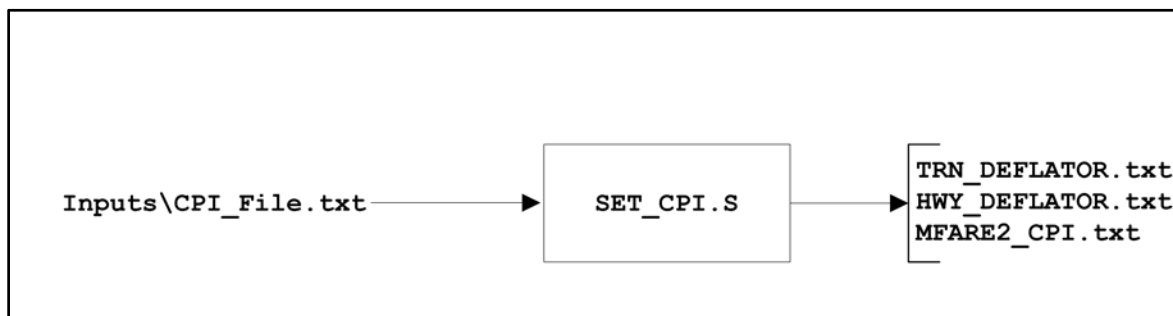 Inputs\CPI_File.txt
SET_CPI.S
TRN_DEFLATOR.txt
HWY_DEFLATOR.txt
MFARE2_CPI.txt